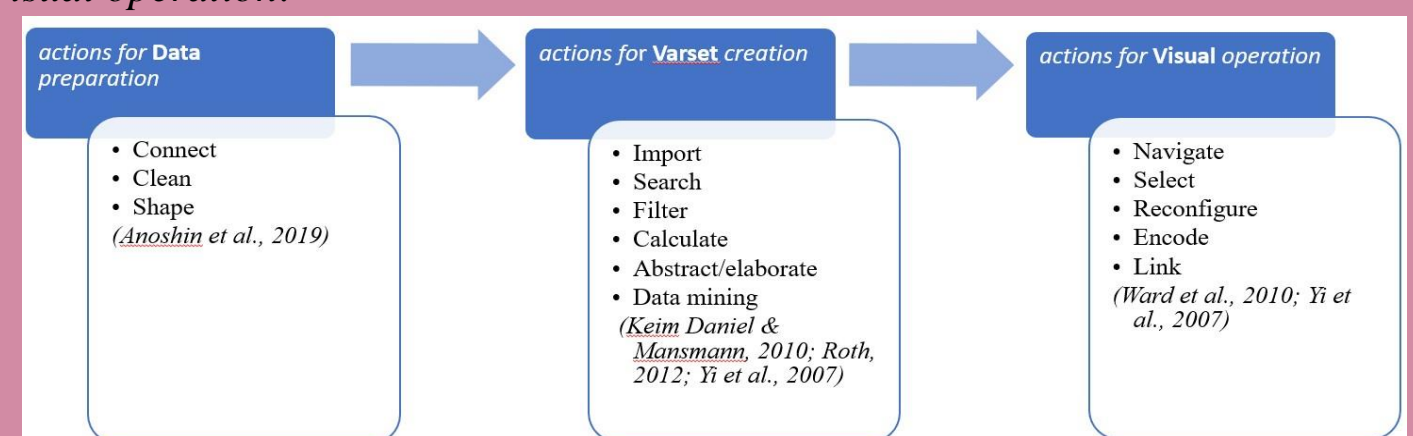 actions for Data
preparation
• Connect
• Clean
• Shape
(Anoshin et al., 2019)
actions for Varset creation
• Import
• Search
• Filter
• Calculate
• Abstract/elaborate
• Data mining
(Keim Daniel &
Mansmann, 2010; Roth,
2012; Yi et al., 2007)
actions for Visual operation
• Navigate
• Select
• Reconfigure
• Encode
• Link
(Ward et al., 2010; Yi et
al., 2007)